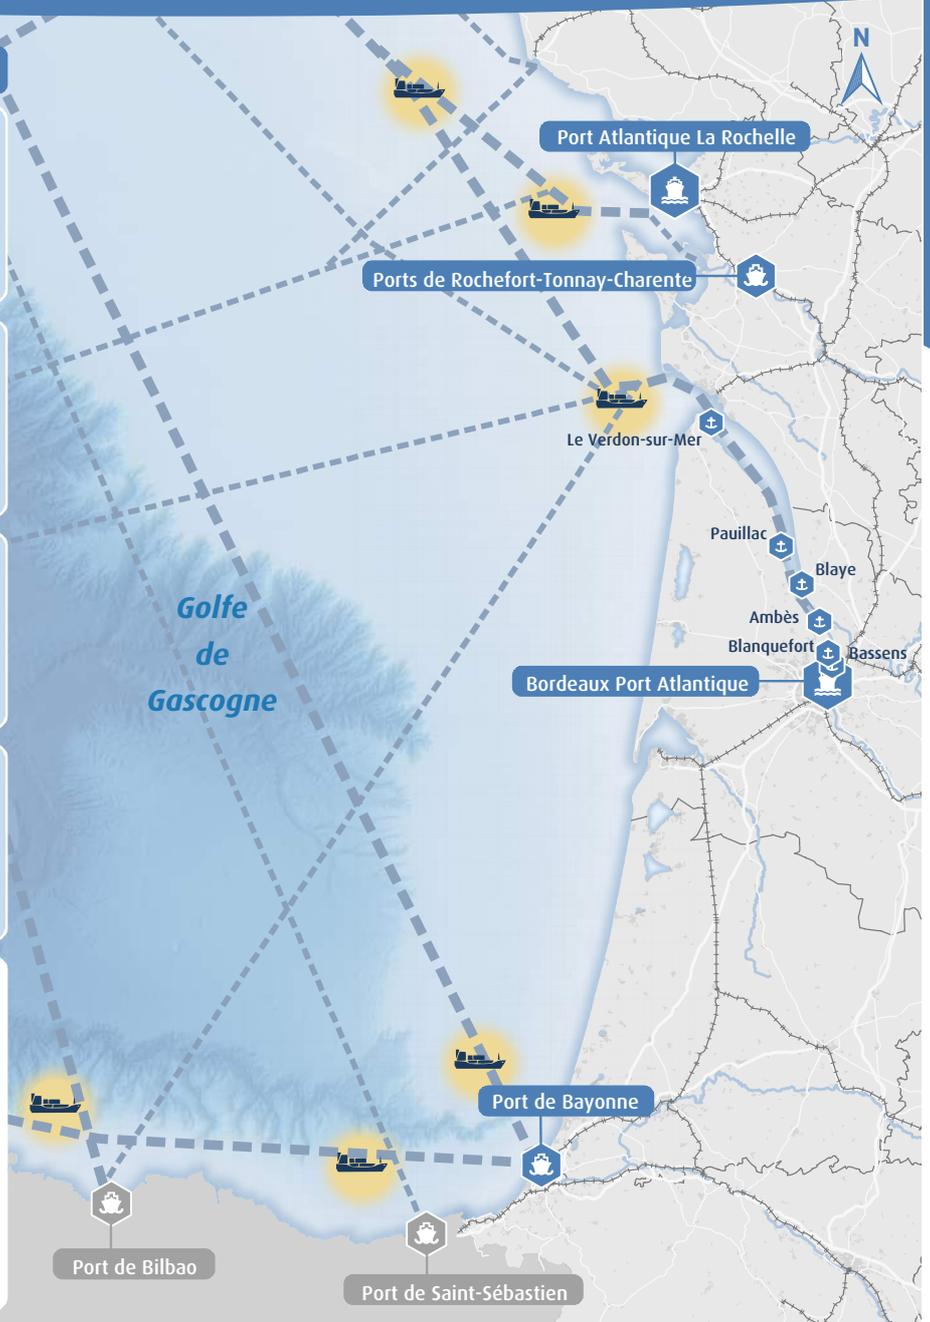 N
Port Atlantique La Rochelle
Ports de Rochefort-Tonnay-Charente
Le Verdon-sur-Mer
Pauillac
Blaye
Ambès
Blanquefort
Bassens
Bordeaux Port Atlantique
Golfe
de
Gascogne
Port de Bayonne
Port de Bilbao
Port de Saint-Sébastien